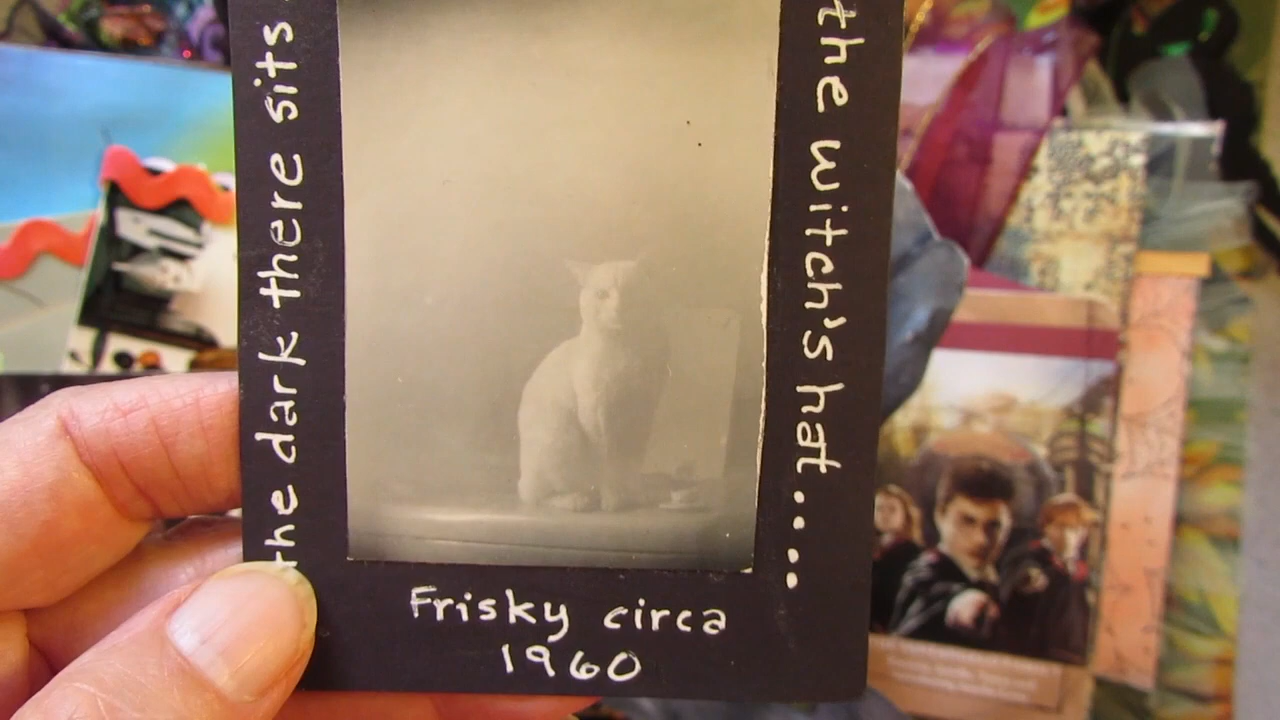 the dark there sits
the witch's hat....
Frisky circa
1960